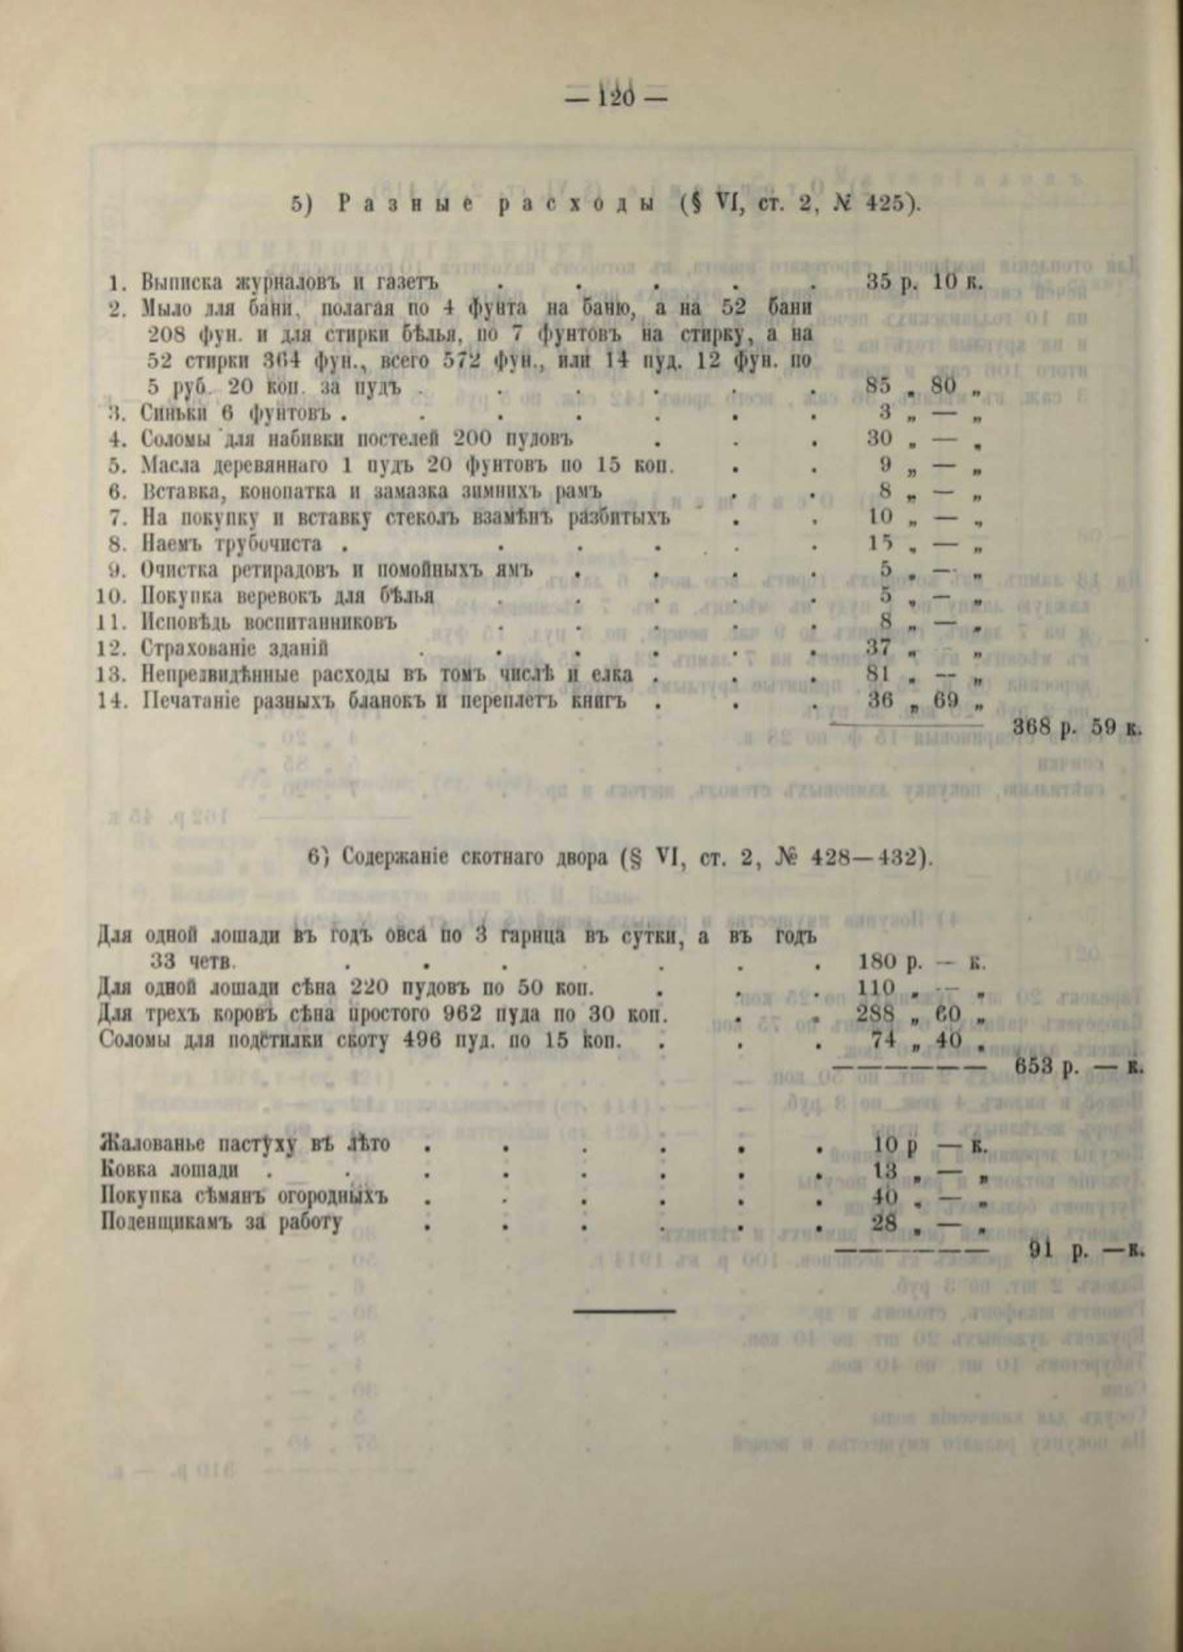 — 120 —
5) Разные расходы (§ VI, ст. 2, № 425).
1. Выписка журналовъ и газетъ . . . . . 35 р. 10 к.
2. Мыло для бани, полагая по 4 фунта на баню, а на 52 бани
208 фун. и для стирки бѣлья, по 7 фунтовъ на стирку, а на
52 стирки 364 фун., всего 572 фун., или 14 пуд. 12 фун. по
5 руб. 20 коп. за пудъ . . . . . . 85 „ 80 „
3. Синьки 6 фунтовъ . . . . . . . 3 „ — „
4. Соломы для набивки постелей 200 пудовъ . . . 30 „ — „
5. Масла деревяннаго 1 пудъ 20 фунтовъ по 15 коп. . . 9 „ — „
6. Вставка, конопатка и замазка зимнихъ рамъ . . 8 „ — „
7. На покупку и вставку стеколъ взамѣнъ разбитыхъ . . 10 „ — „
8. Наемъ трубочиста . . . . . . 15 „ — „
9. Очистка ретирадовъ и помойныхъ ямъ . . . . 5 „ — „
10. Покупка веревокъ для бѣлья . . . . . 5 „ — „
11. Исповѣдь воспитанниковъ . . . . . 8 „ — „
12. Страхованіе зданій . . . . . . 37 „ — „
13. Непредвидѣнные расходы въ томъ числѣ и елка . . . 81 „ — „
14. Печатаніе разныхъ бланокъ и переплетъ книгъ . . . 36 „ 69 „
368 р. 59 к.
6) Содержаніе скотнаго двора (§ VI, ст. 2, № 428—432).
Для одной лошади въ годъ овса по 3 гарнца въ сутки, а въ годъ
33 четв. . . . . . . . 180 р. — к.
Для одной лошади сѣна 220 пудовъ по 50 коп. . . . 110 „ — „
Для трехъ коровъ сѣна простого 962 пуда по 30 коп. . . 288 „ 60 „
Соломы для подстилки скоту 496 пуд. по 15 коп. . . . 74 „ 40 „
653 р. — к.
Жалованье пастуху въ лѣто . . . . . . 10 р — к.
Ковка лошади . . . . . . . . 13 „ — „
Покупка сѣмянъ огородныхъ . . . . . . 40 „ — „
Поденщикамъ за работу . . . . . . 28 „ — „
91 р. — к.